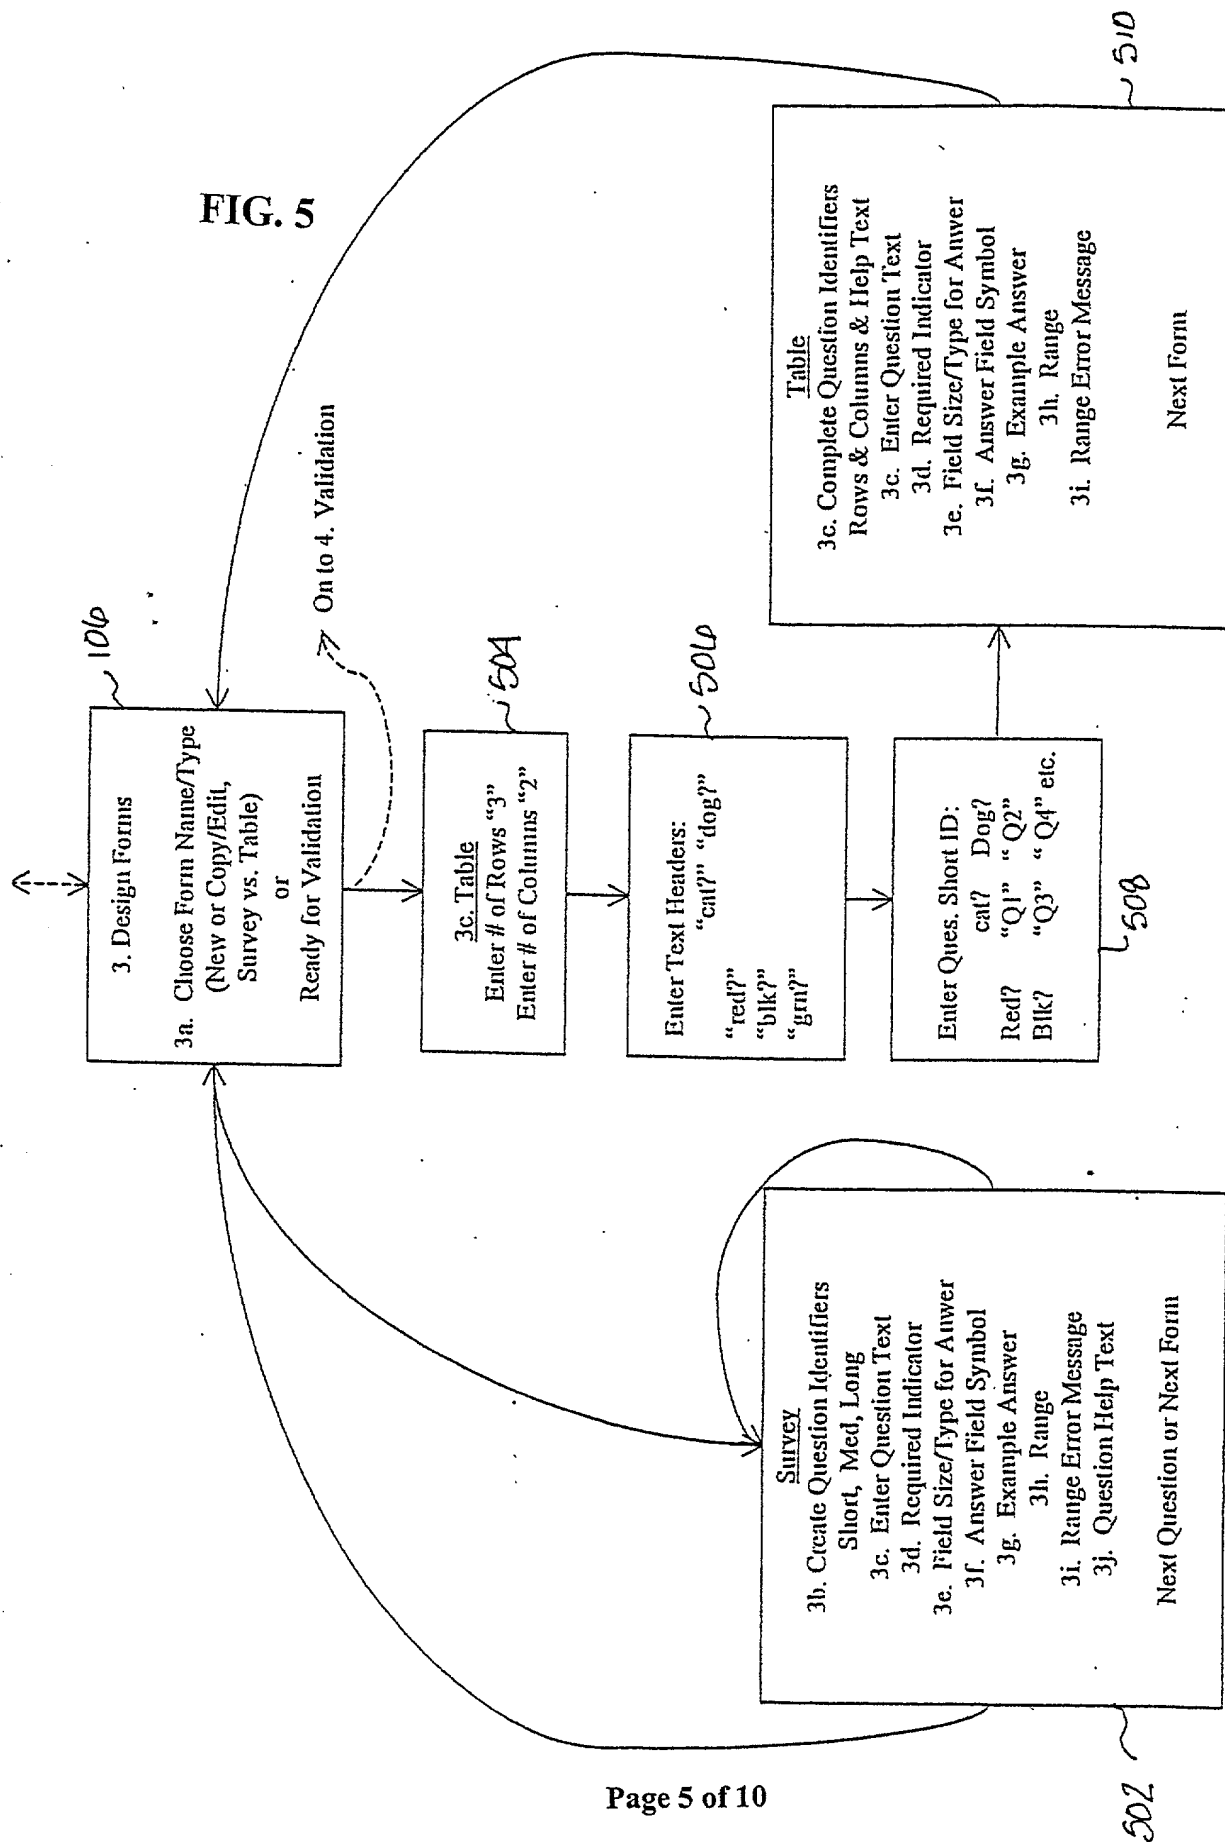 FIG. 5
106
3. Design Forms
3a. Choose Form Name/Type
(New or Copy/Edit,
Survey vs. Table)
or
Ready for Validation
On to 4. Validation
504
3c. Table
Enter # of Rows “3”
Enter # of Columns “2”
506
Enter Text Headers:
“cat?” “dog?”
“red?”
“blk?”
“grn?”
508
Enter Ques. Short ID:
cat? Dog?
Red? “Q1” “Q2”
Blk? “Q3” “ Q4” etc.
502
Survey
3b. Create Question Identifiers
Short, Med, Long
3c. Enter Question Text
3d. Required Indicator
3e. Field Size/Type for Anwer
3f. Answer Field Symbol
3g. Example Answer
3h. Range
3i. Range Error Message
3j. Question Help Text
Next Question or Next Form
510
Table
3c. Complete Question Identifiers
Rows & Columns & Help Text
3c. Enter Question Text
3d. Required Indicator
3e. Field Size/Type for Anwer
3f. Answer Field Symbol
3g. Example Answer
3h. Range
3i. Range Error Message
Next Form
Page 5 of 10